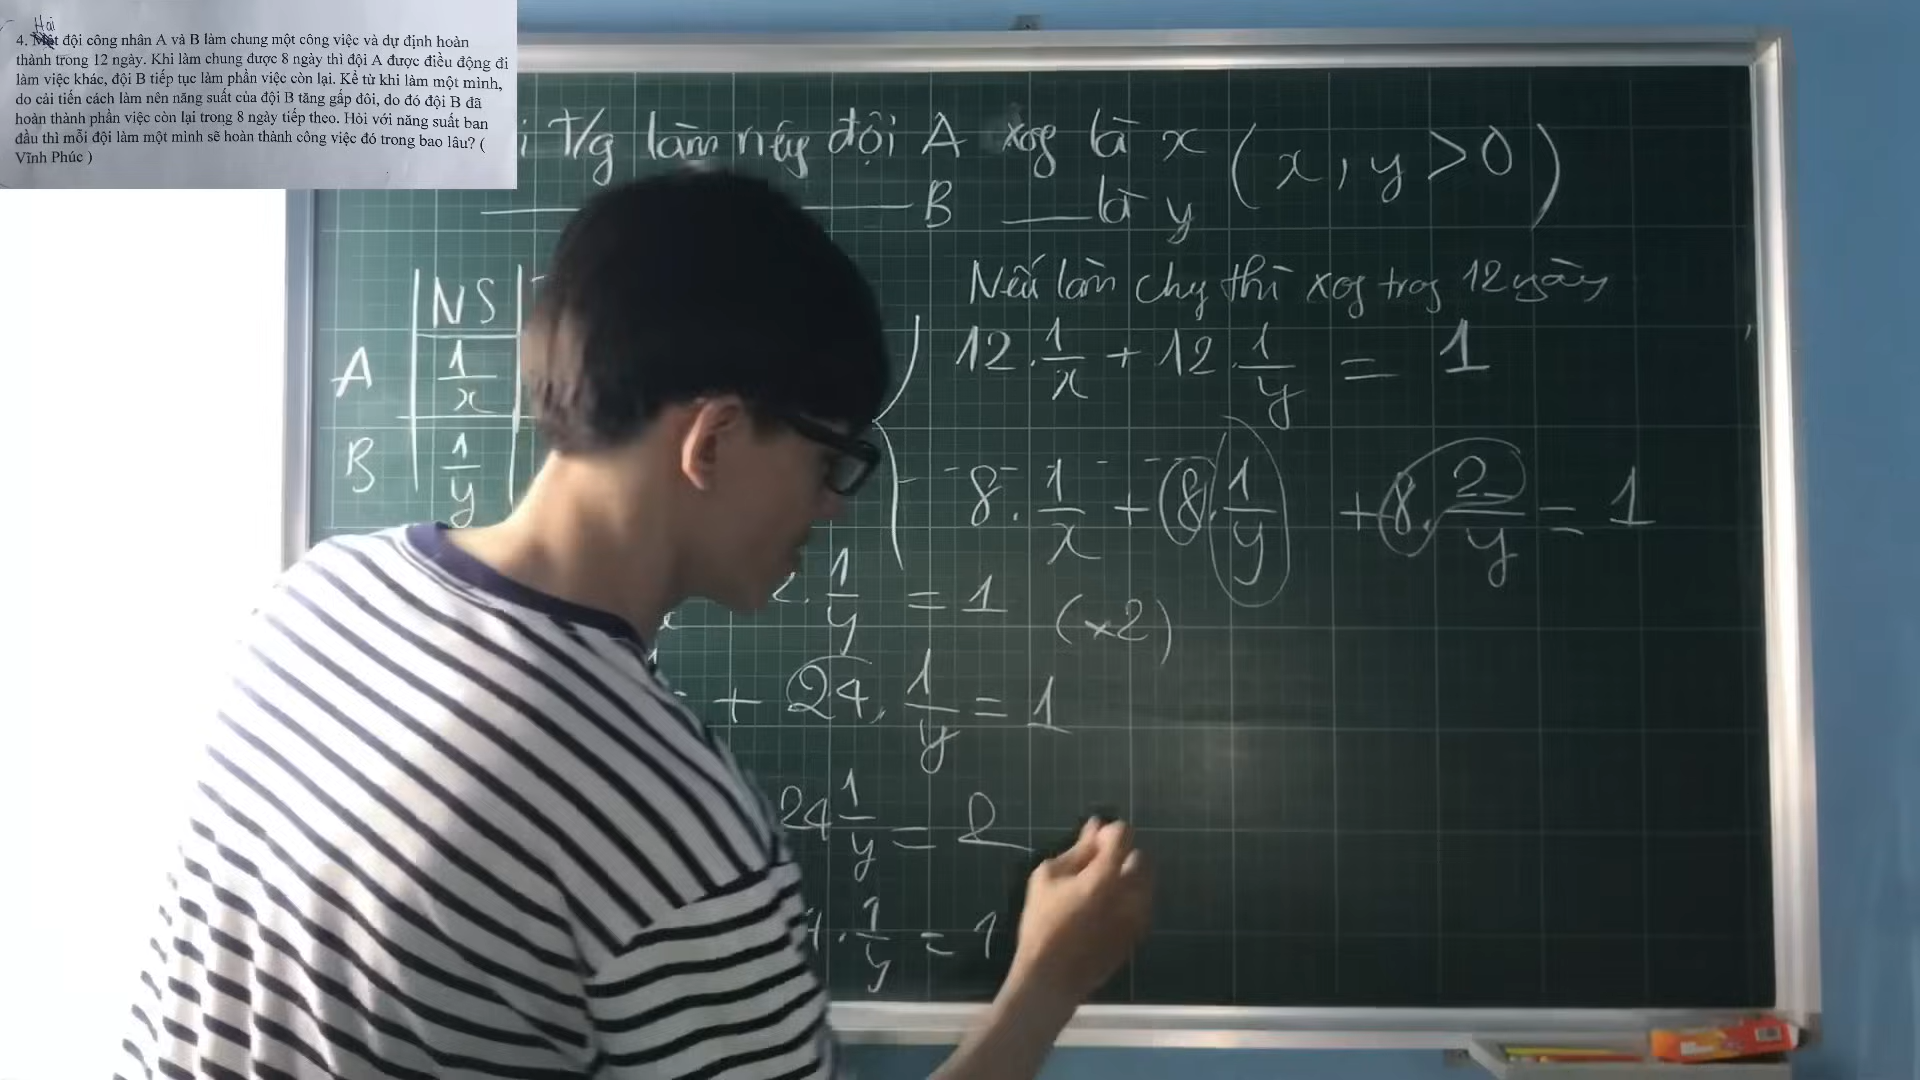 Hai
4. Một đội công nhân A và B làm chung một công việc và dự định hoàn
thành trong 12 ngày. Khi làm chung được 8 ngày thì đội A được điều động đi
làm việc khác, đội B tiếp tục làm phần việc còn lại. Kể từ khi làm một mình,
do cải tiến cách làm nên năng suất của đội B tăng gấp đôi, do đó đội B đã
hoàn thành phần việc còn lại trong 8 ngày tiếp theo. Hỏi với năng suất ban
đầu thì mỗi đội làm một mình sẽ hoàn thành công việc đó trong bao lâu? (
Vĩnh Phúc )
i T/g làm đội A xog là x (x, y > 0)
B là y
Nếu làm chg thì xog trog 12 ngày
NS
A 1/x
B 1/y
12 . 1/x + 12 . 1/y = 1
8 . 1/x + 8 . 1/y + 8 . 2/y = 1
2 . 1/y = 1 (x2)
+ 24 . 1/y = 1
24 1/y = 2
. 1/y = 1